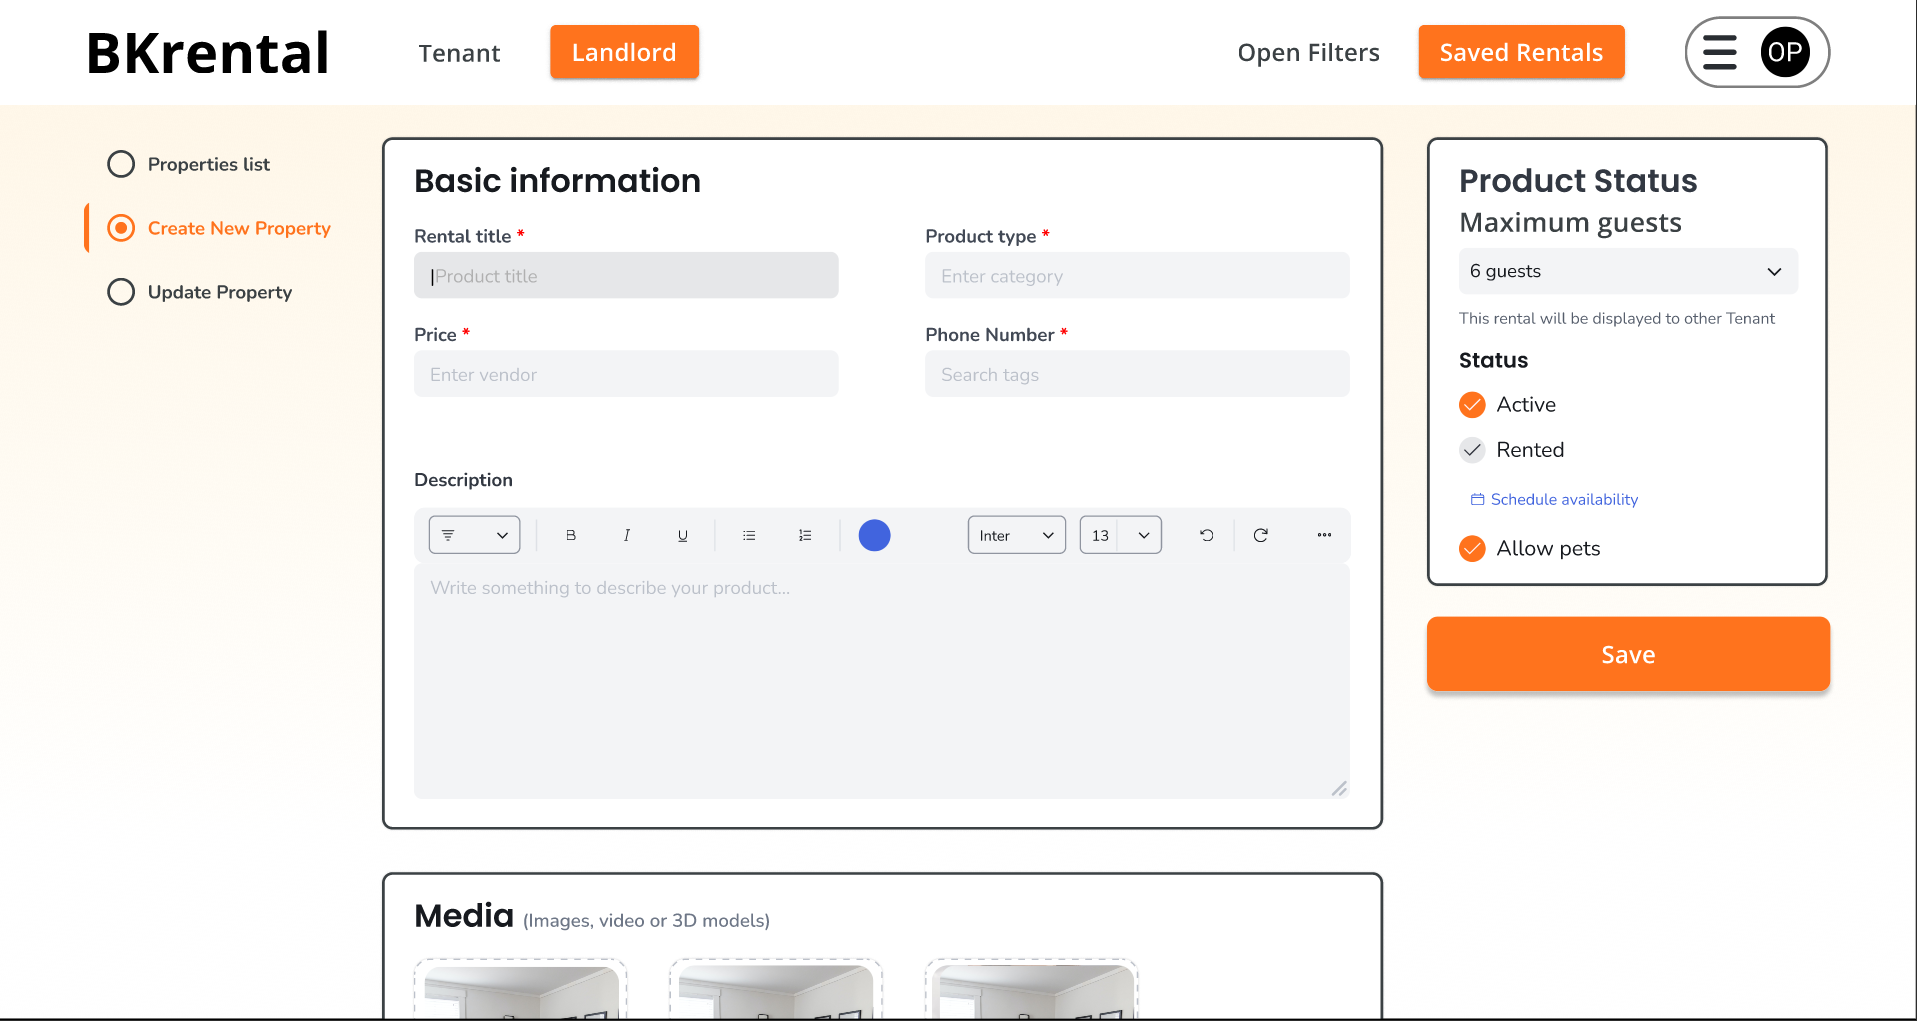 BKrental
Tenant
Landlord
Open Filters
Saved Rentals
OP
Properties list
Create New Property
Update Property
Basic information
Rental title *
Product title
Product type *
Enter category
Price *
Enter vendor
Phone Number *
Search tags
Description
B
I
U
Inter
13
Write something to describe your product...
Media (Images, video or 3D models)
Product Status
Maximum guests
6 guests
This rental will be displayed to other Tenant
Status
Active
Rented
Schedule availability
Allow pets
Save